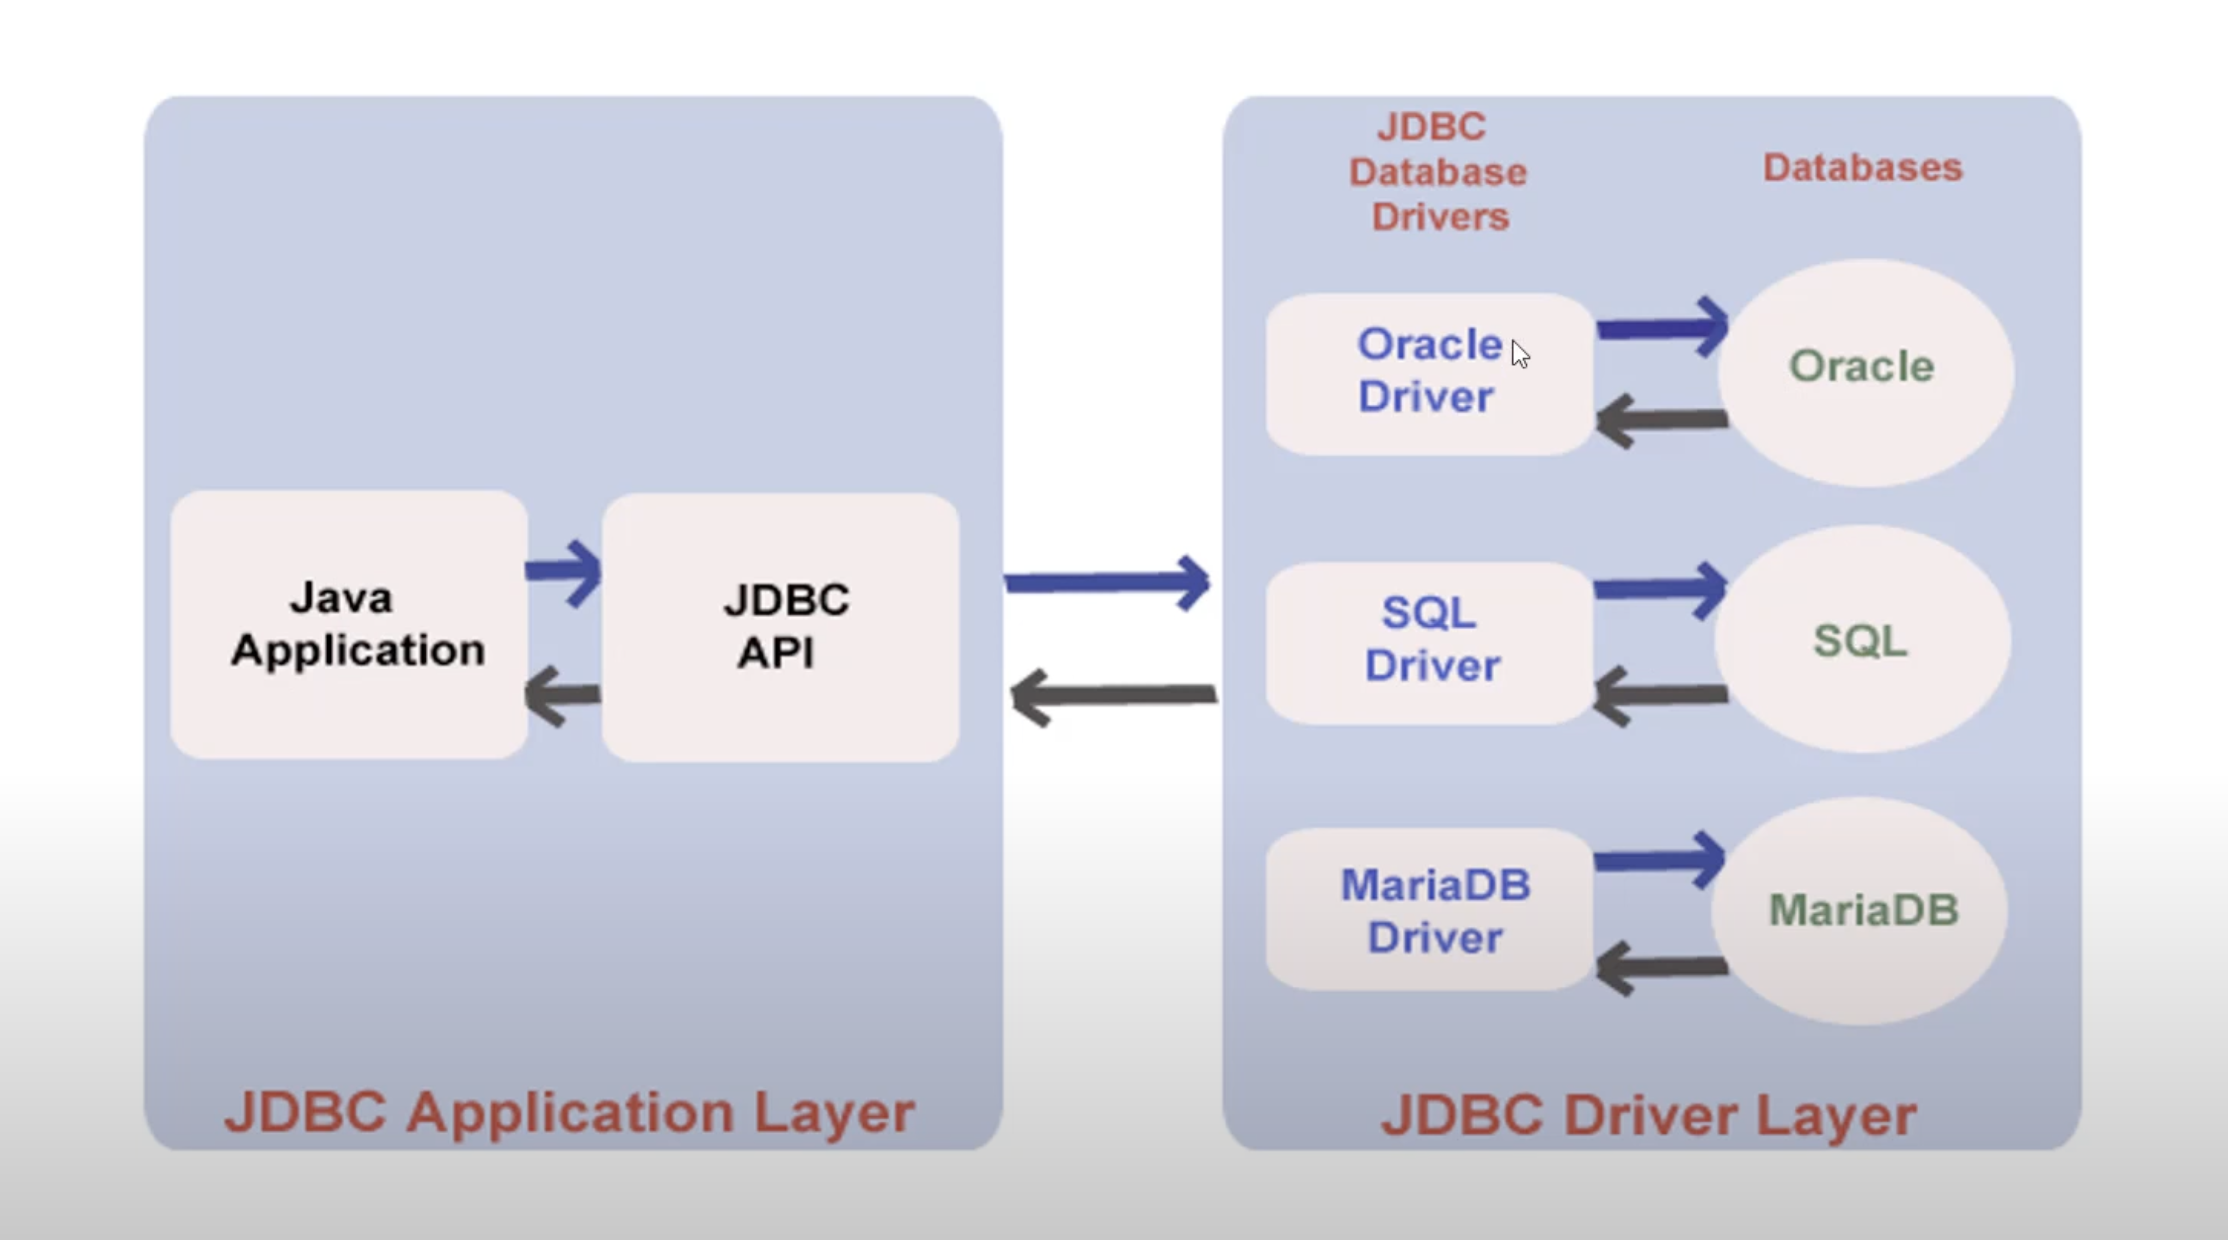 Java
Application
JDBC
API
JDBC Application Layer
JDBC
Database
Drivers
Databases
Oracle
Driver
Oracle
SQL
Driver
SQL
MariaDB
Driver
MariaDB
JDBC Driver Layer